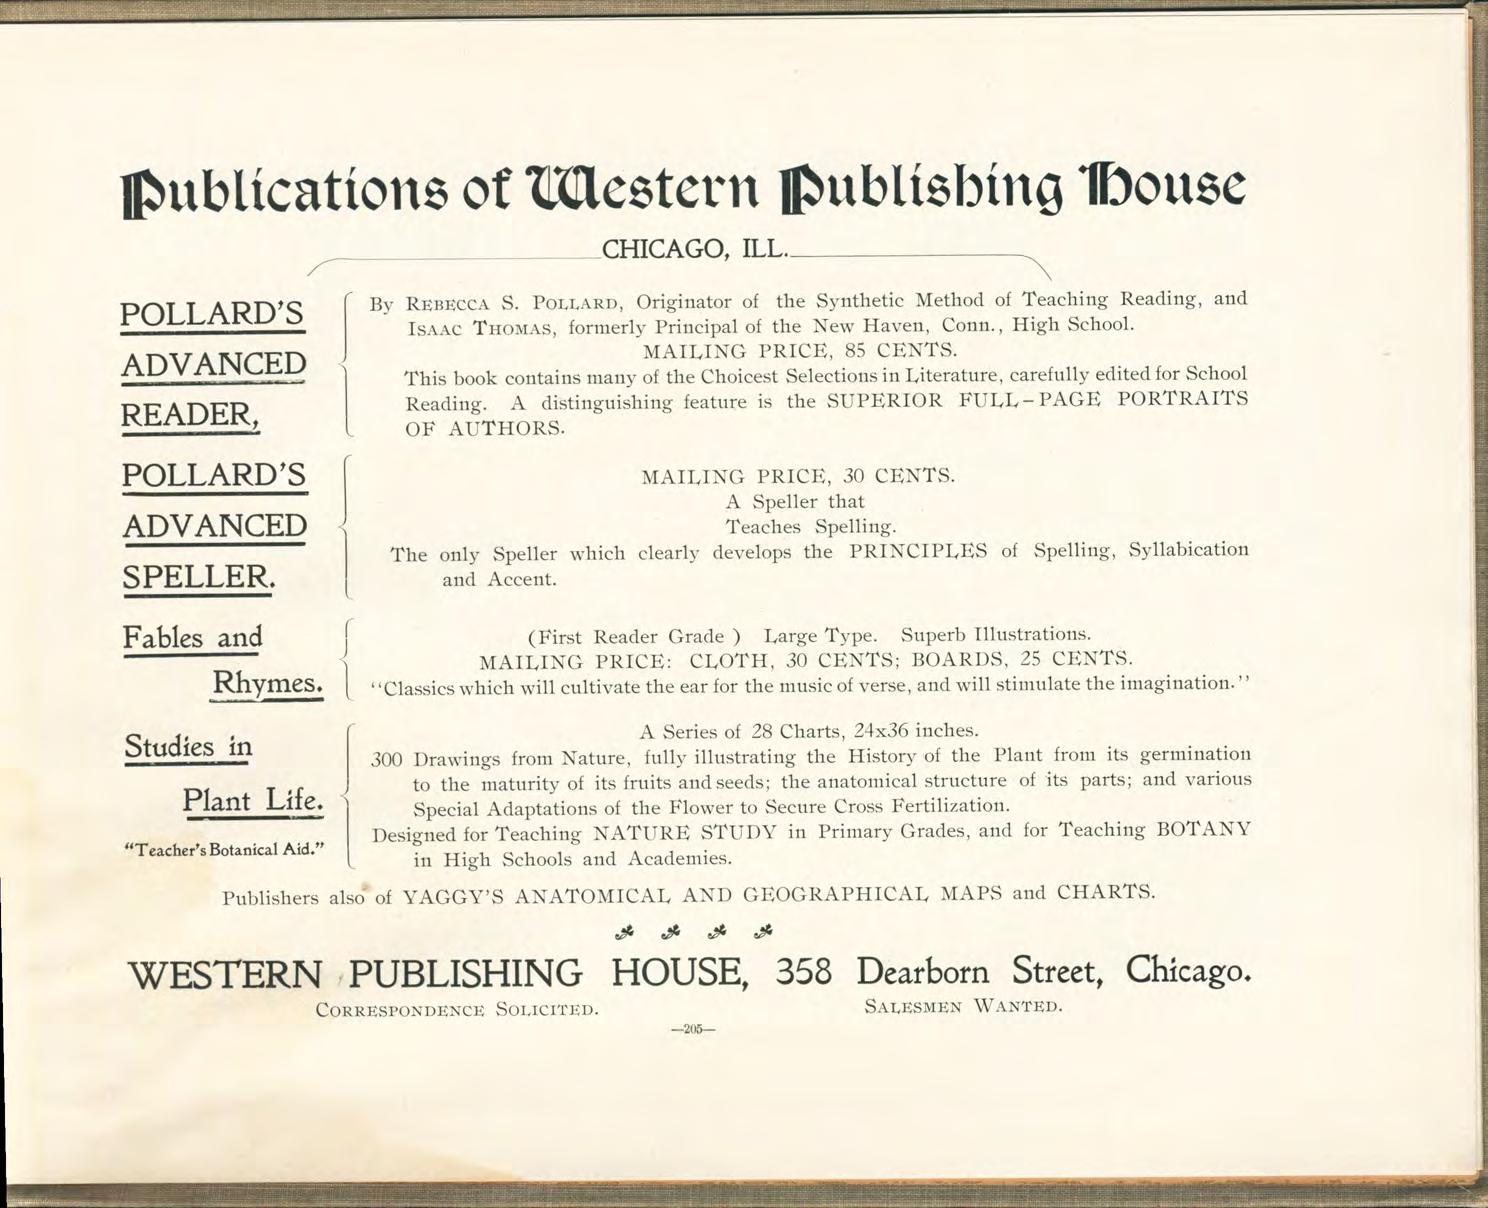 Publications of Western Publishing House
CHICAGO, ILL.
POLLARD'S
ADVANCED
READER,
By REBECCA S. POLLARD, Originator of the Synthetic Method of Teaching Reading, and
ISAAC THOMAS, formerly Principal of the New Haven, Conn., High School.
MAILING PRICE, 85 CENTS.
This book contains many of the Choicest Selections in Literature, carefully edited for School
Reading. A distinguishing feature is the SUPERIOR FULL-PAGE PORTRAITS
OF AUTHORS.
POLLARD'S
ADVANCED
SPELLER.
MAILING PRICE, 30 CENTS.
A Speller that
Teaches Spelling.
The only Speller which clearly develops the PRINCIPLES of Spelling, Syllabication
and Accent.
Fables and
Rhymes.
(First Reader Grade ) Large Type. Superb Illustrations.
MAILING PRICE: CLOTH, 30 CENTS; BOARDS, 25 CENTS.
"Classics which will cultivate the ear for the music of verse, and will stimulate the imagination."
Studies in
Plant Life.
"Teacher's Botanical Aid."
A Series of 28 Charts, 24x36 inches.
300 Drawings from Nature, fully illustrating the History of the Plant from its germination
to the maturity of its fruits and seeds; the anatomical structure of its parts; and various
Special Adaptations of the Flower to Secure Cross Fertilization.
Designed for Teaching NATURE STUDY in Primary Grades, and for Teaching BOTANY
in High Schools and Academies.
Publishers also of YAGGY'S ANATOMICAL AND GEOGRAPHICAL MAPS and CHARTS.
WESTERN PUBLISHING HOUSE, 358 Dearborn Street, Chicago.
CORRESPONDENCE SOLICITED. SALESMEN WANTED.
—205—